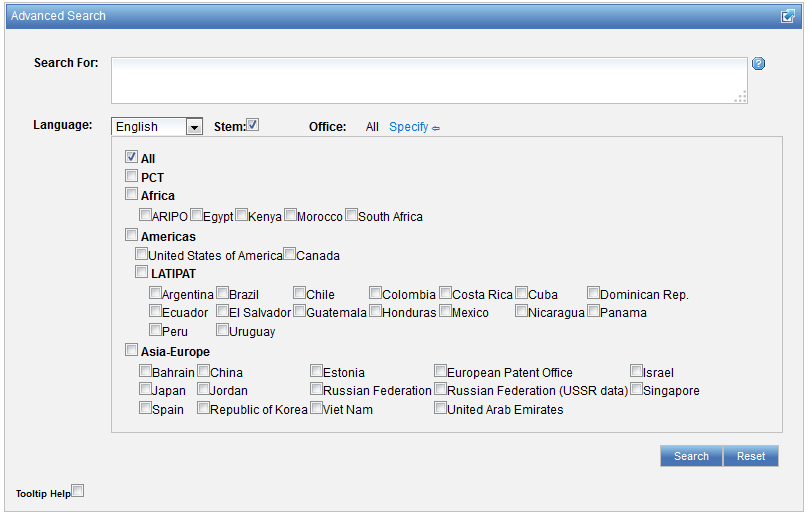 Advanced Search
Search For:
Language: English Stem: Office: All Specify
All
PCT
Africa
ARIPO Egypt Kenya Morocco South Africa
Americas
United States of America Canada
LATIPAT
Argentina Brazil Chile Colombia Costa Rica Cuba Dominican Rep.
Ecuador El Salvador Guatemala Honduras Mexico Nicaragua Panama
Peru Uruguay
Asia-Europe
Bahrain China Estonia European Patent Office Israel
Japan Jordan Russian Federation Russian Federation (USSR data) Singapore
Spain Republic of Korea Viet Nam United Arab Emirates
Search Reset
Tooltip Help